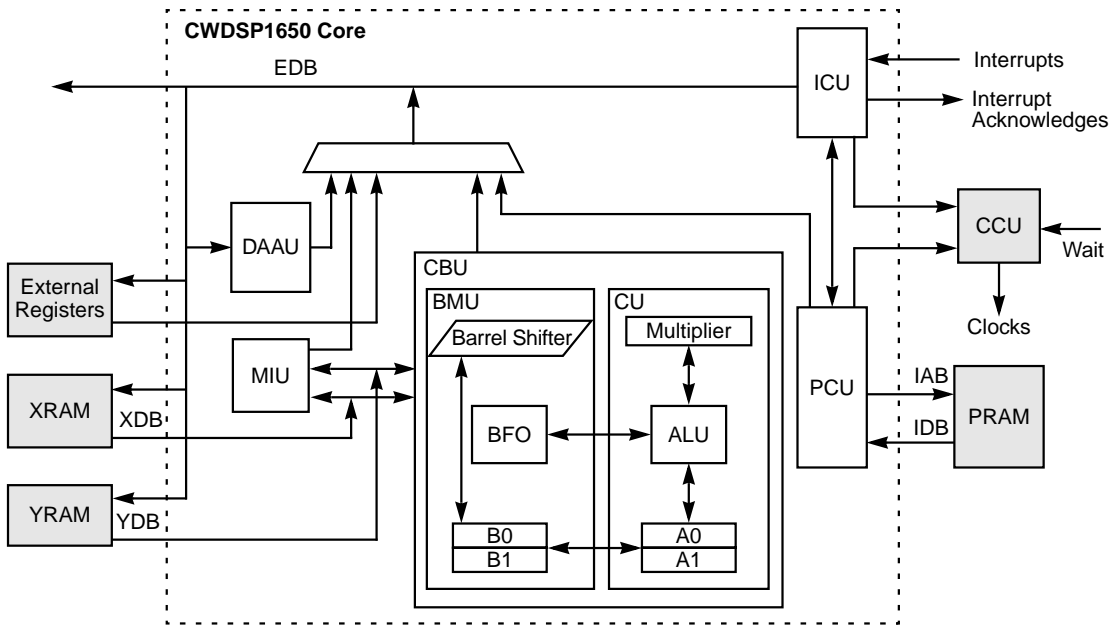 CWDSP1650 Core
EDB
ICU
Interrupts
Interrupt
Acknowledges
DAAU
CCU
Wait
Clocks
External
Registers
CBU
BMU
CU
Barrel Shifter
Multiplier
MIU
XRAM
XDB
BFO
ALU
PCU
IAB
IDB
PRAM
YRAM
YDB
B0
B1
A0
A1